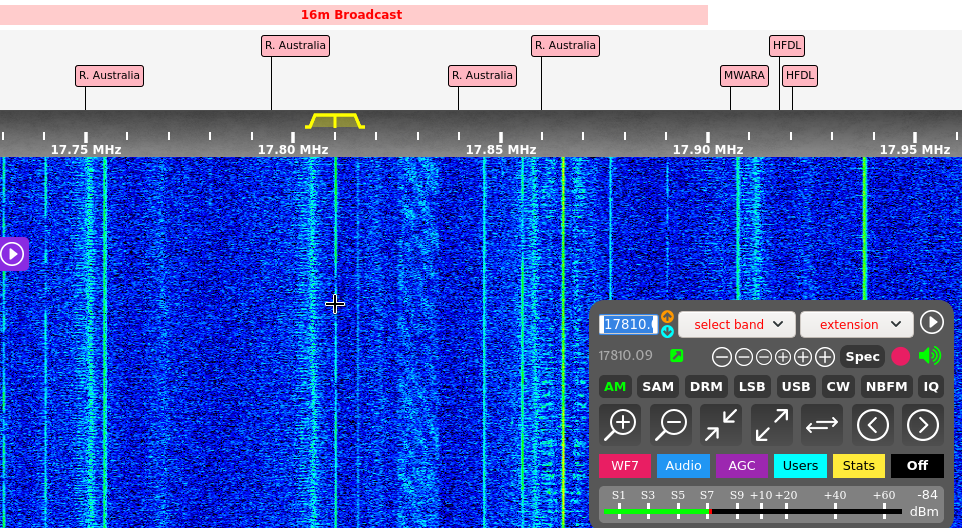 16m Broadcast
R. Australia R. Australia HFDL
R. Australia R. Australia MWARA HFDL
17.75 MHz 17.80 MHz 17.85 MHz 17.90 MHz 17.95 MHz
17810. select band extension
17810.09 Spec
AM SAM DRM LSB USB CW NBFM IQ
WF7 Audio AGC Users Stats Off
S1 S3 S5 S7 S9 +10 +20 +40 +60 -84
dBm